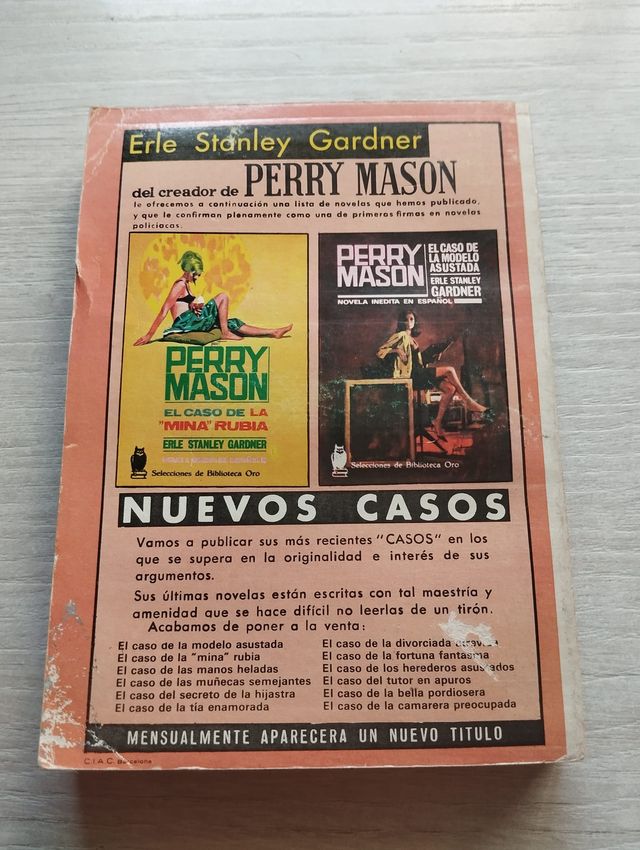 Erle Stanley Gardner
del creador de PERRY MASON
le ofrecemos a continuación una lista de novelas que hemos publicado,
y que le confirman plenamente como una de primeras firmas en novelas
policíacas.
PERRY
MASON
EL CASO DE LA
"MINA" RUBIA
ERLE STANLEY GARDNER
Selecciones de Biblioteca Oro
PERRY
MASON
EL CASO DE
LA MODELO
ASUSTADA
ERLE STANLEY
GARDNER
NOVELA INEDITA EN ESPAÑOL
Selecciones de Biblioteca Oro
NUEVOS CASOS
Vamos a publicar sus más recientes "CASOS" en los
que se supera en la originalidad e interés de sus
argumentos.
Sus últimas novelas están escritas con tal maestría y
amenidad que se hace difícil no leerlas de un tirón.
Acabamos de poner a la venta:
El caso de la modelo asustada
El caso de la "mina" rubia
El caso de las manos heladas
El caso de las muñecas semejantes
El caso del secreto de la hijastra
El caso de la tía enamorada
El caso de la divorciada
El caso de la fortuna fantasma
El caso de los herederos asustados
El caso del tutor en apuros
El caso de la bella pordiosera
El caso de la camarera preocupada
MENSUALMENTE APARECERA UN NUEVO TITULO
C.I.A.C. Barcelona